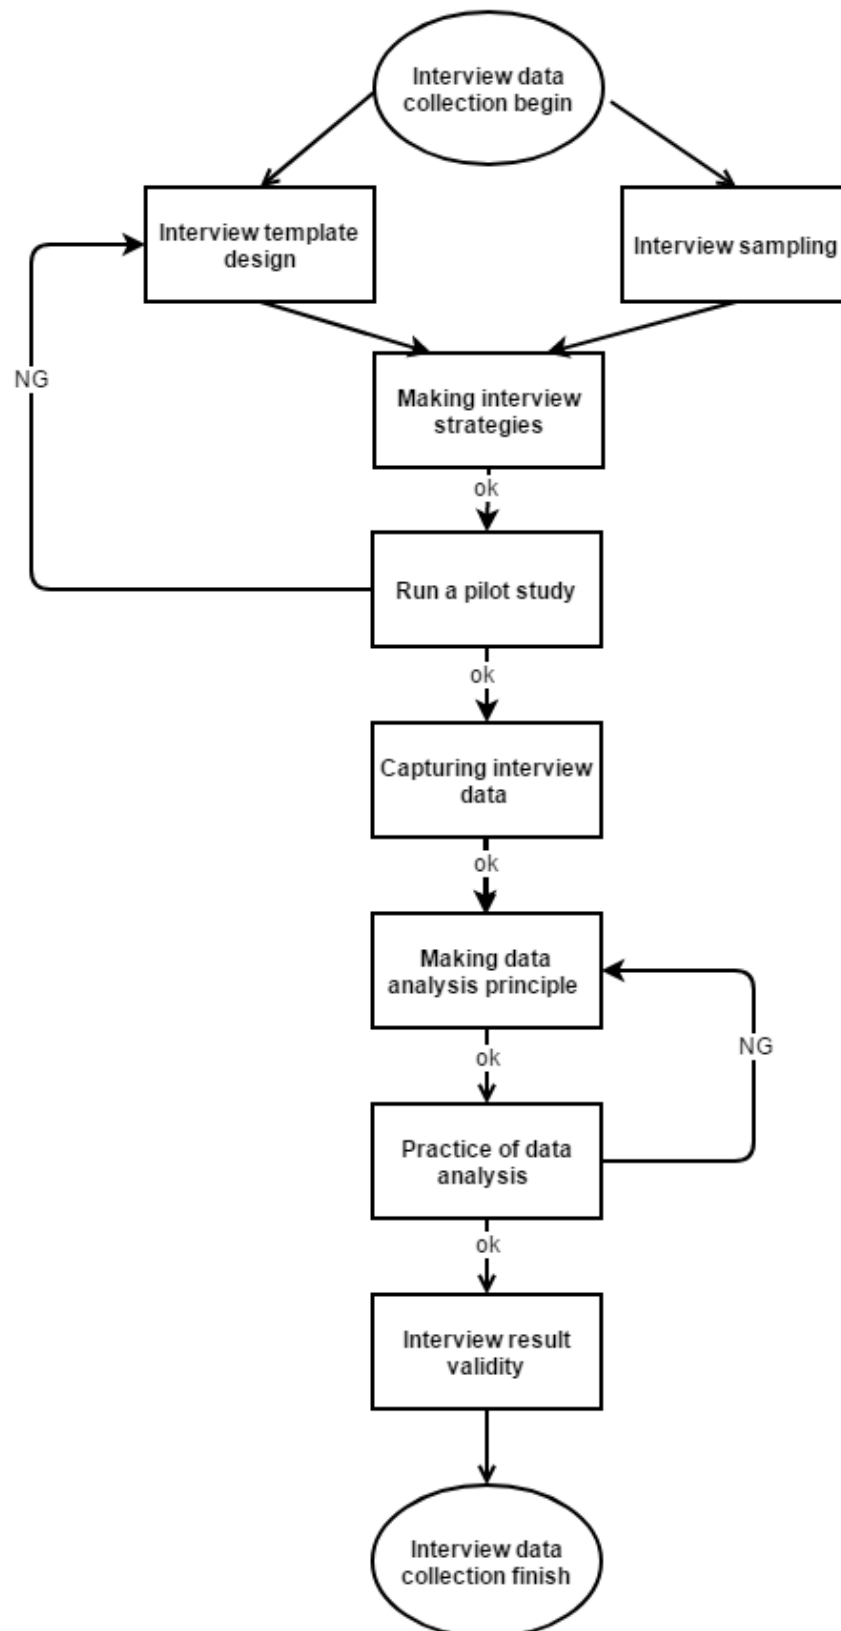 Interview data
collection begin
Interview template
design
Interview sampling
NG
Making interview
strategies
ok
Run a pilot study
ok
Capturing interview
data
ok
Making data
analysis principle
NG
ok
Practice of data
analysis
ok
Interview result
validity
Interview data
collection finish